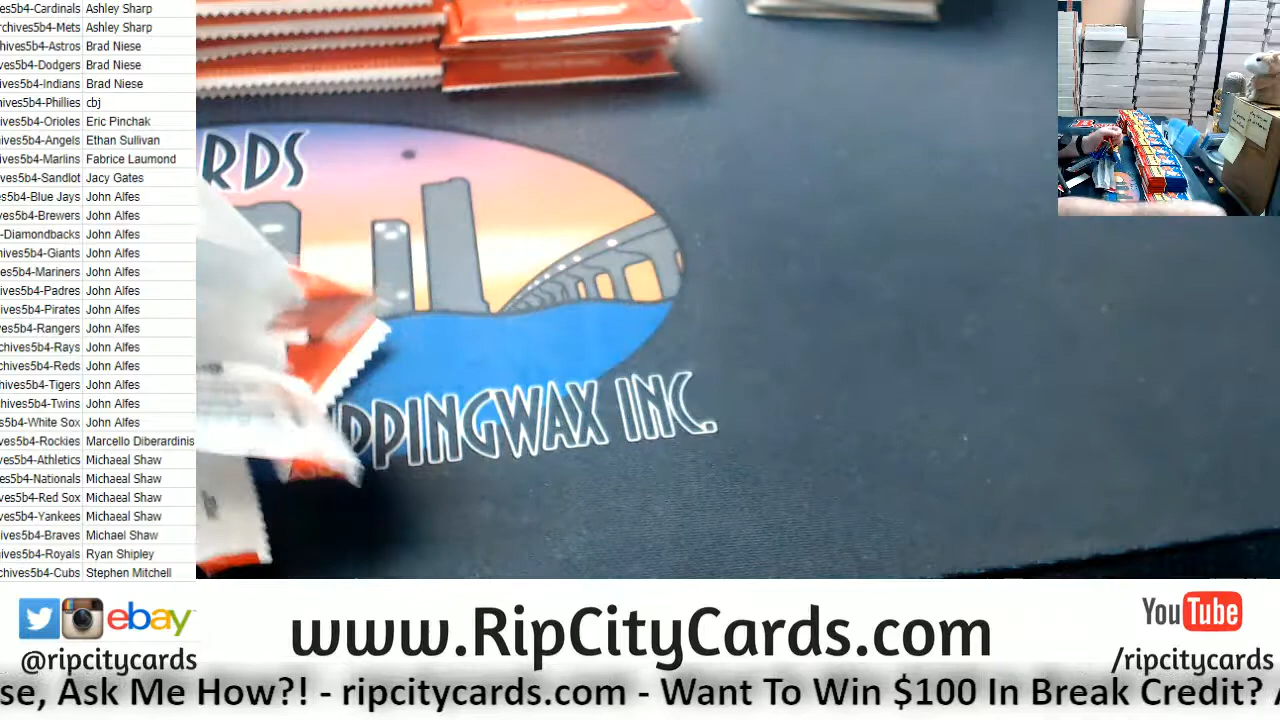 es5b4-Cardinals Ashley Sharp
rchives5b4-Mets Ashley Sharp
hives5b4-Astros Brad Niese
ves5b4-Dodgers Brad Niese
ives5b4-Indians Brad Niese
ives5b4-Phillies cbj
ives5b4-Orioles Eric Pinchak
ives5b4-Angels Ethan Sullivan
ives5b4-Marlins Fabrice Laumond
ves5b4-Sandlot Jacy Gates
s5b4-Blue Jays John Alfes
es5b4-Brewers John Alfes
-Diamondbacks John Alfes
hives5b4-Giants John Alfes
es5b4-Mariners John Alfes
ives5b4-Padres John Alfes
ives5b4-Pirates John Alfes
ves5b4-Rangers John Alfes
chives5b4-Rays John Alfes
chives5b4-Reds John Alfes
hives5b4-Tigers John Alfes
hives5b4-Twins John Alfes
s5b4-White Sox John Alfes
ves5b4-Rockies Marcello Diberardinis
es5b4-Athletics Michaeal Shaw
es5b4-Nationals Michaeal Shaw
ves5b4-Red Sox Michaeal Shaw
ves5b4-Yankees Michaeal Shaw
ives5b4-Braves Michael Shaw
ives5b4-Royals Ryan Shipley
chives5b4-Cubs Stephen Mitchell
RDS
PPINGWAX INC.
ebay
@ripcitycards
www.RipCityCards.com
YouTube
/ripcitycards
se, Ask Me How?! - ripcitycards.com - Want To Win $100 In Break Credit? A